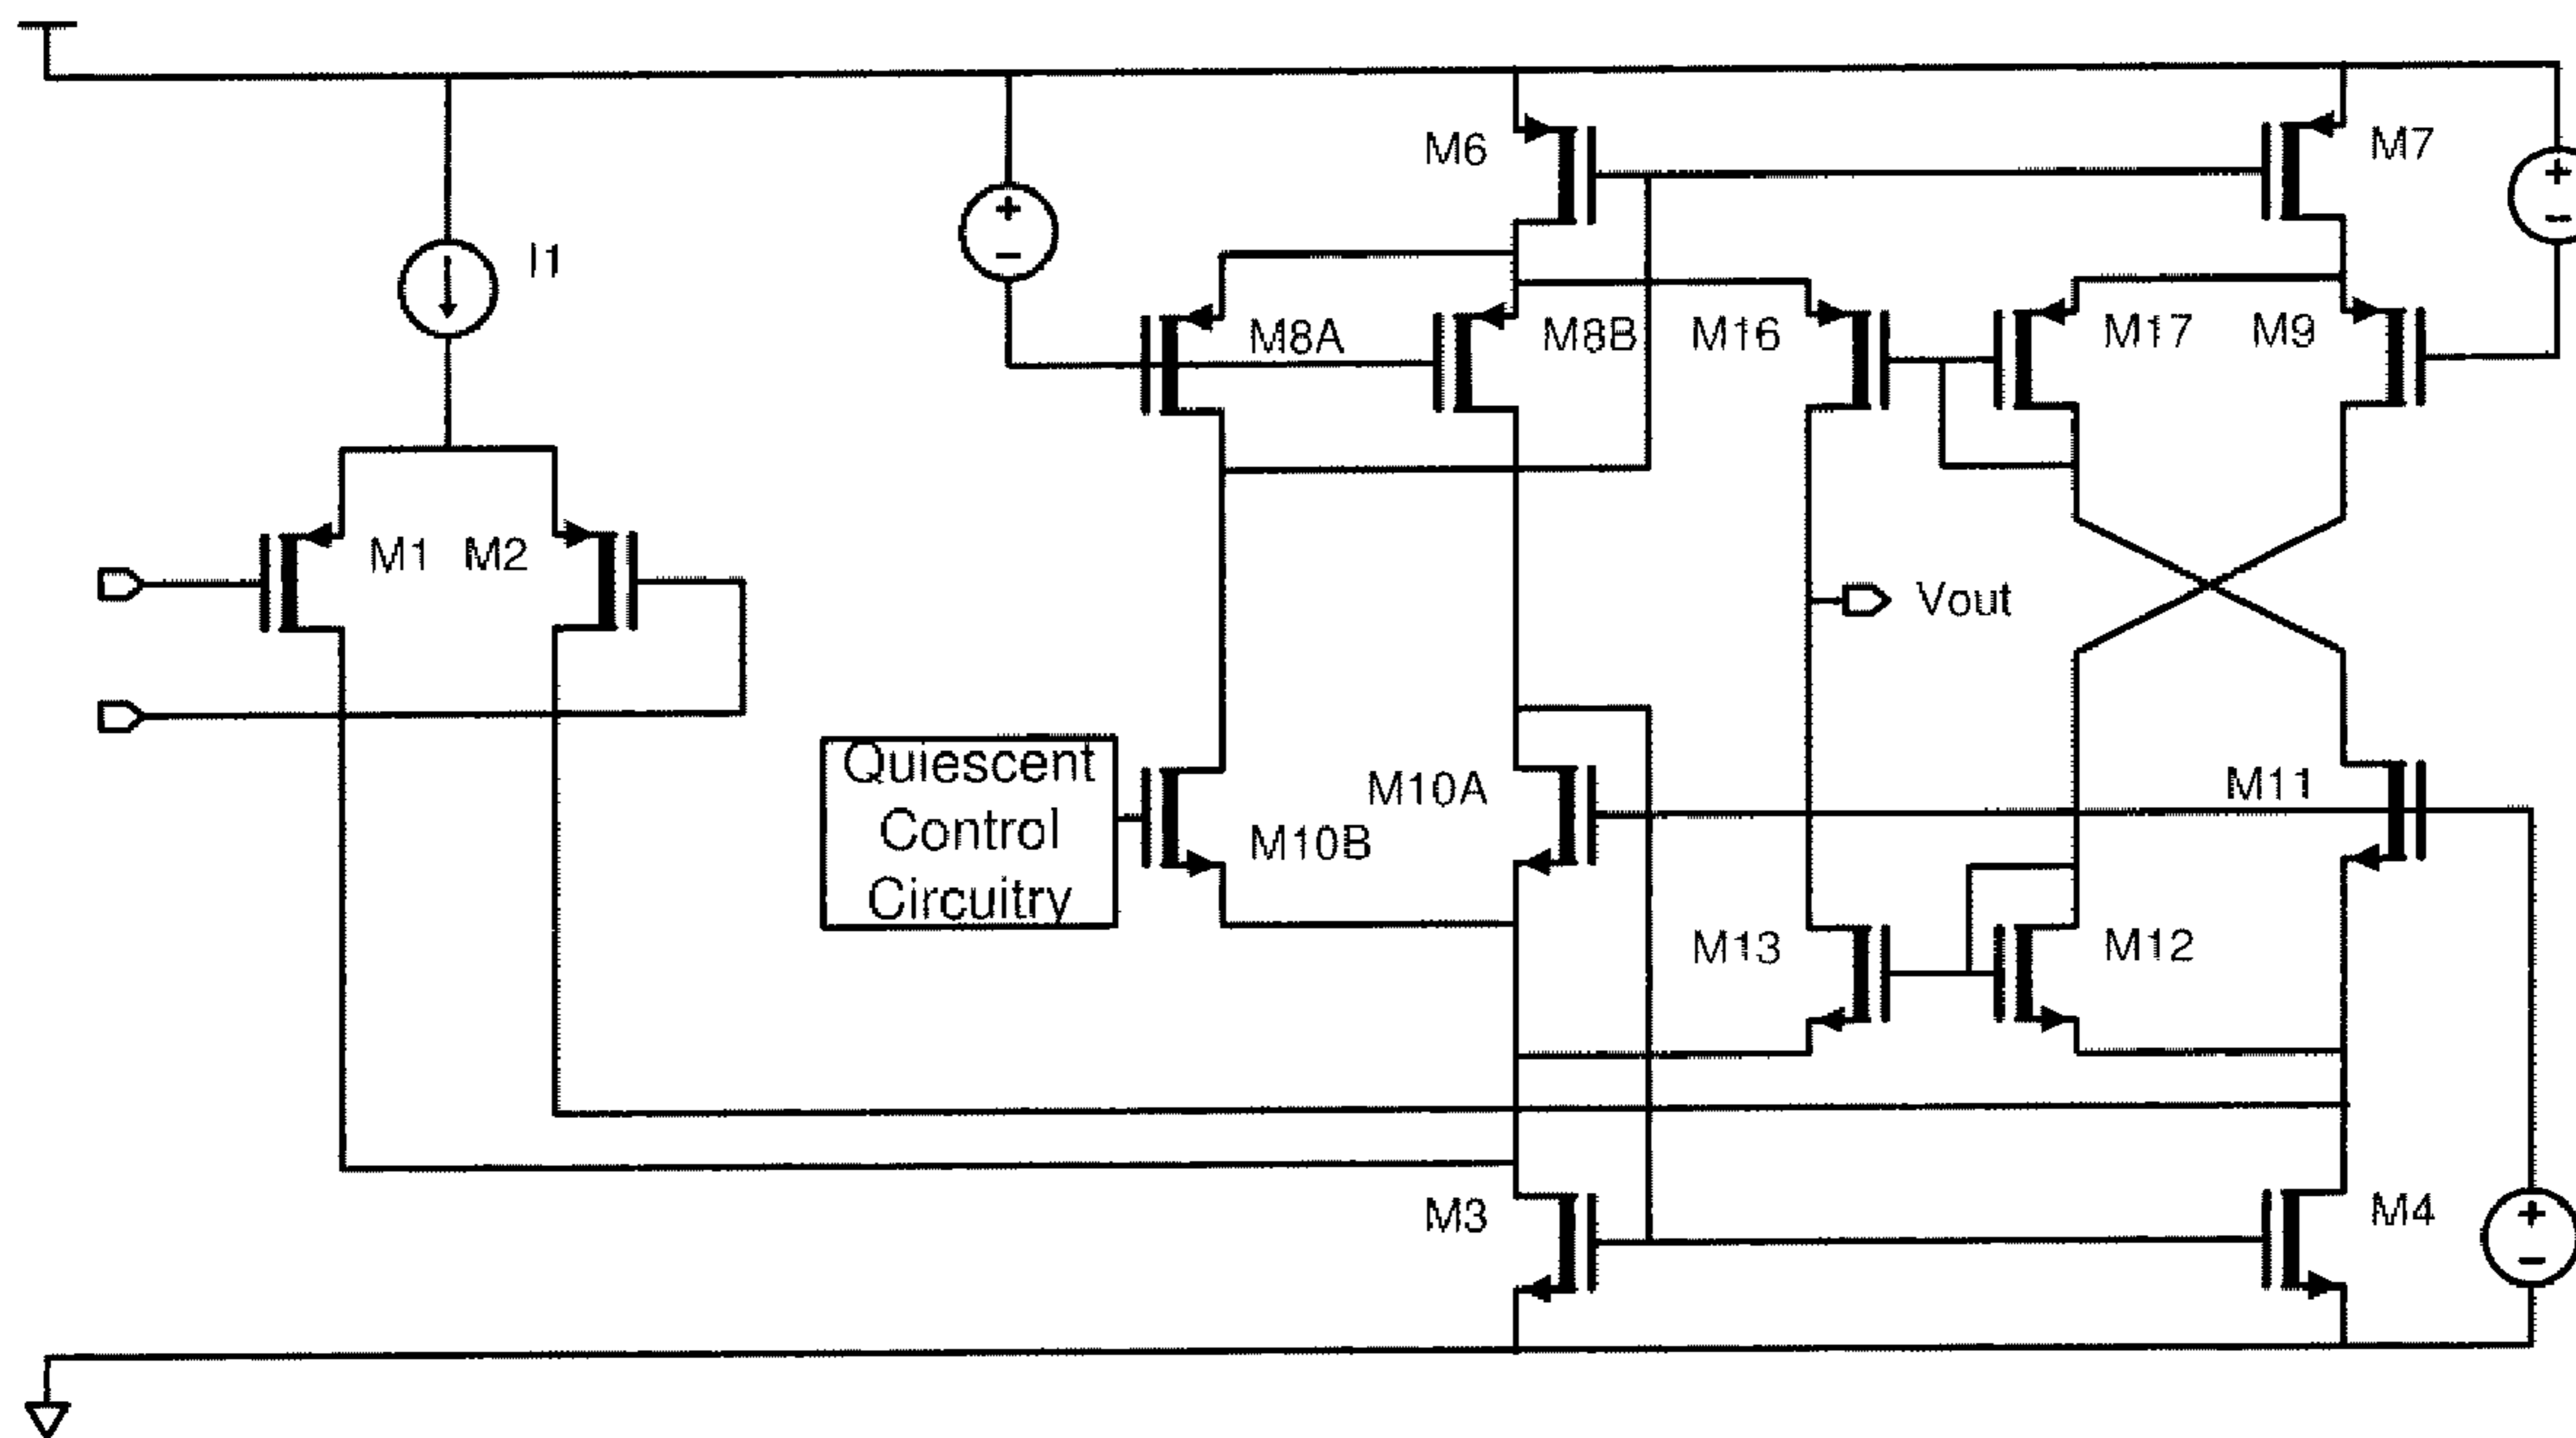 M6
M7
+
-
I1
+
-
M8A
M8B
M16
M17
M9
M1
M2
Vout
Quiescent
Control
Circuitry
M10B
M10A
M11
M13
M12
M3
M4
+
-